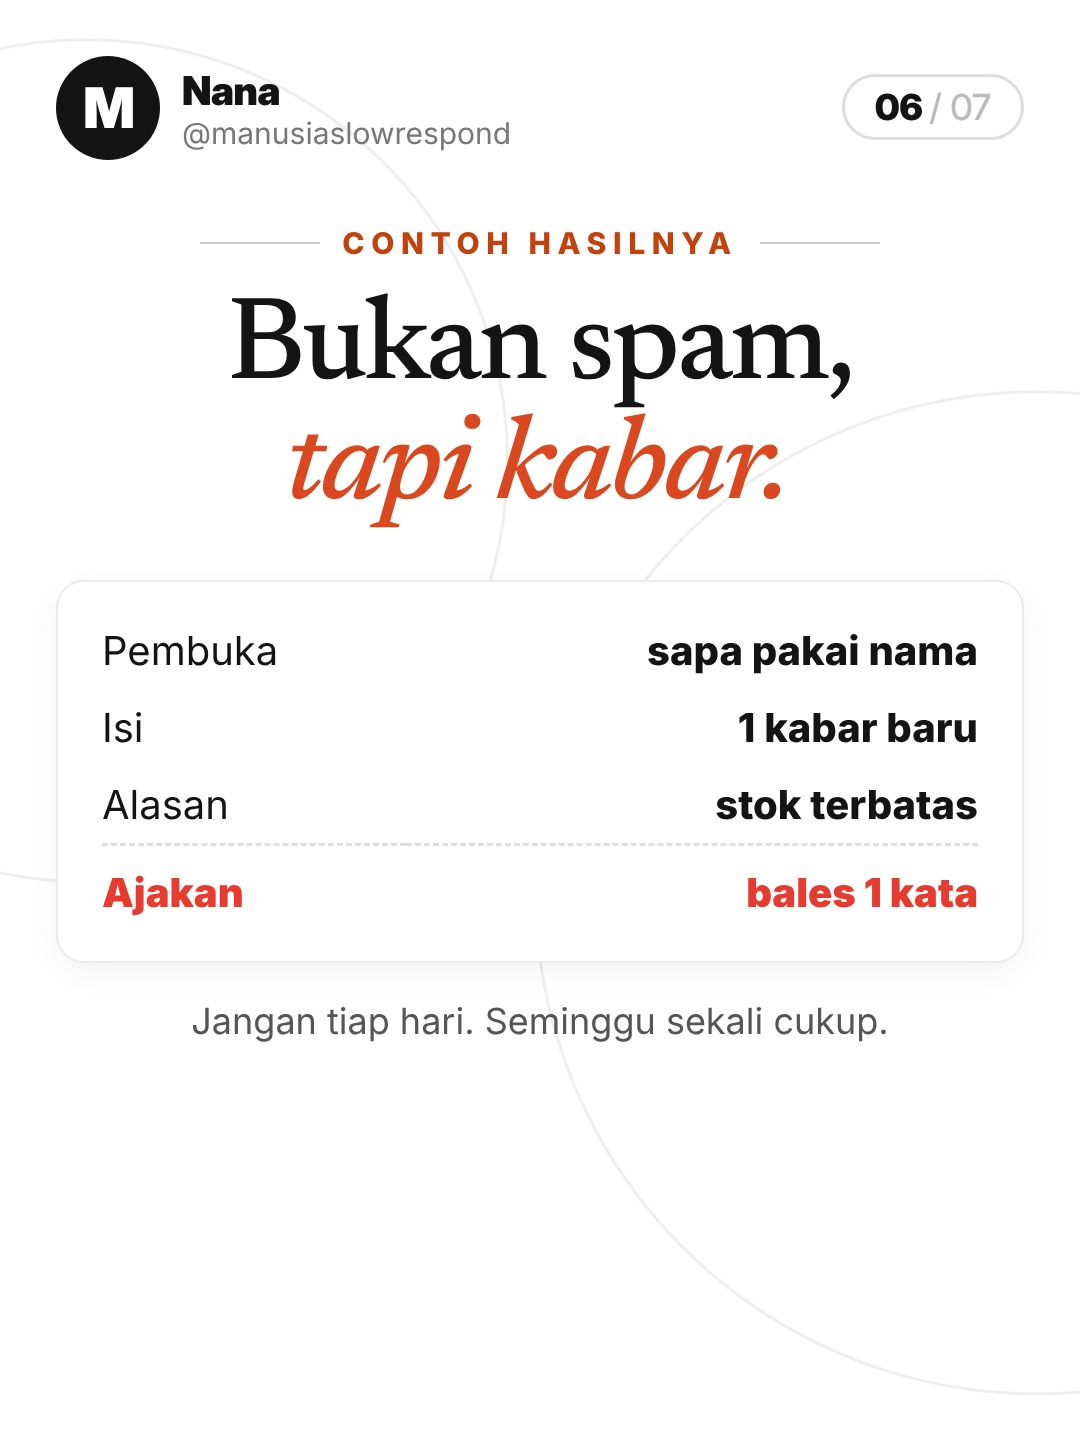 M
Nana
@manusiaslowrespond
06 / 07
CONTOH HASILNYA
Bukan spam,
tapi kabar.
Pembuka sapa pakai nama
Isi 1 kabar baru
Alasan stok terbatas
Ajakan bales 1 kata
Jangan tiap hari. Seminggu sekali cukup.